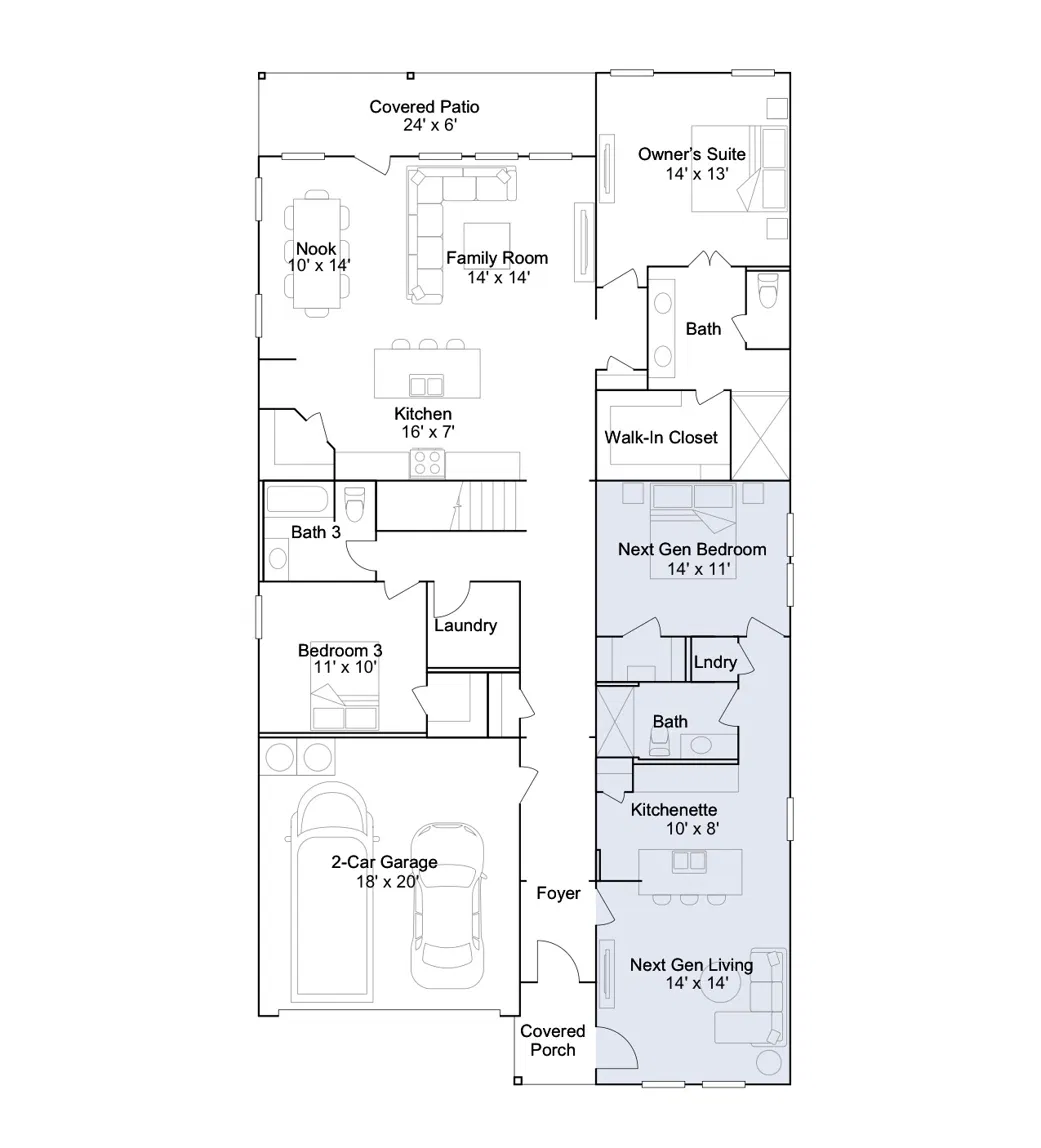 Covered Patio
24' x 6'
Owner's Suite
14' x 13'
Nook
10' x 14'
Family Room
14' x 14'
Bath
Kitchen
16' x 7'
Walk-In Closet
Bath 3
Next Gen Bedroom
14' x 11'
Laundry
Bedroom 3
11' x 10'
Lndry
Bath
Kitchenette
10' x 8'
2-Car Garage
18' x 20'
Foyer
Next Gen Living
14' x 14'
Covered
Porch